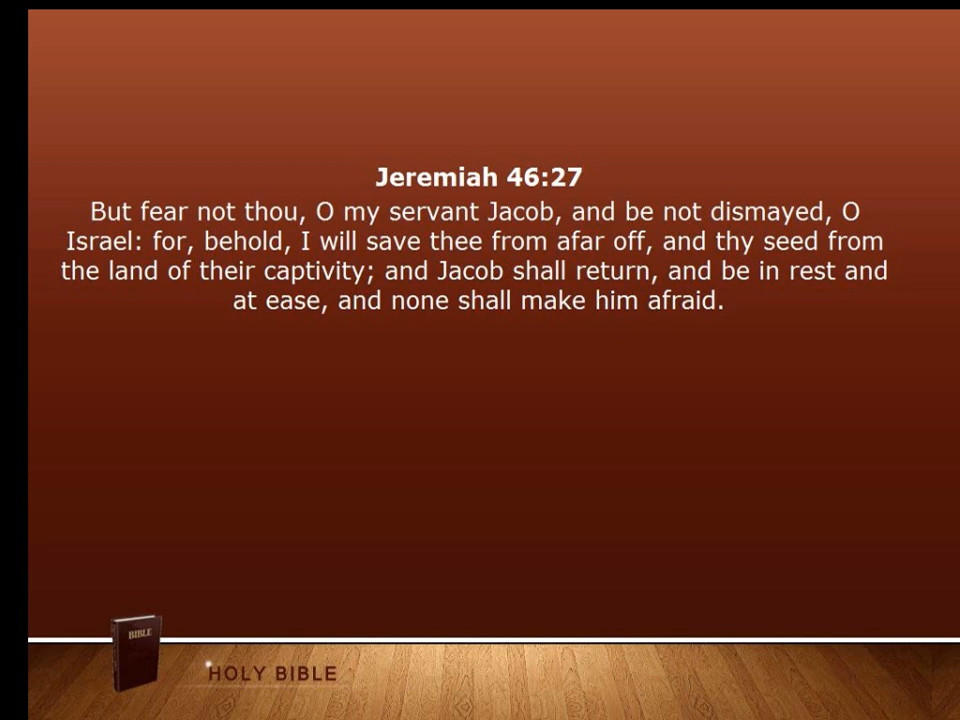 Jeremiah 46:27
But fear not thou, O my servant Jacob, and be not dismayed, O
Israel: for, behold, I will save thee from afar off, and thy seed from
the land of their captivity; and Jacob shall return, and be in rest and
at ease, and none shall make him afraid.
BIBLE
HOLY BIBLE